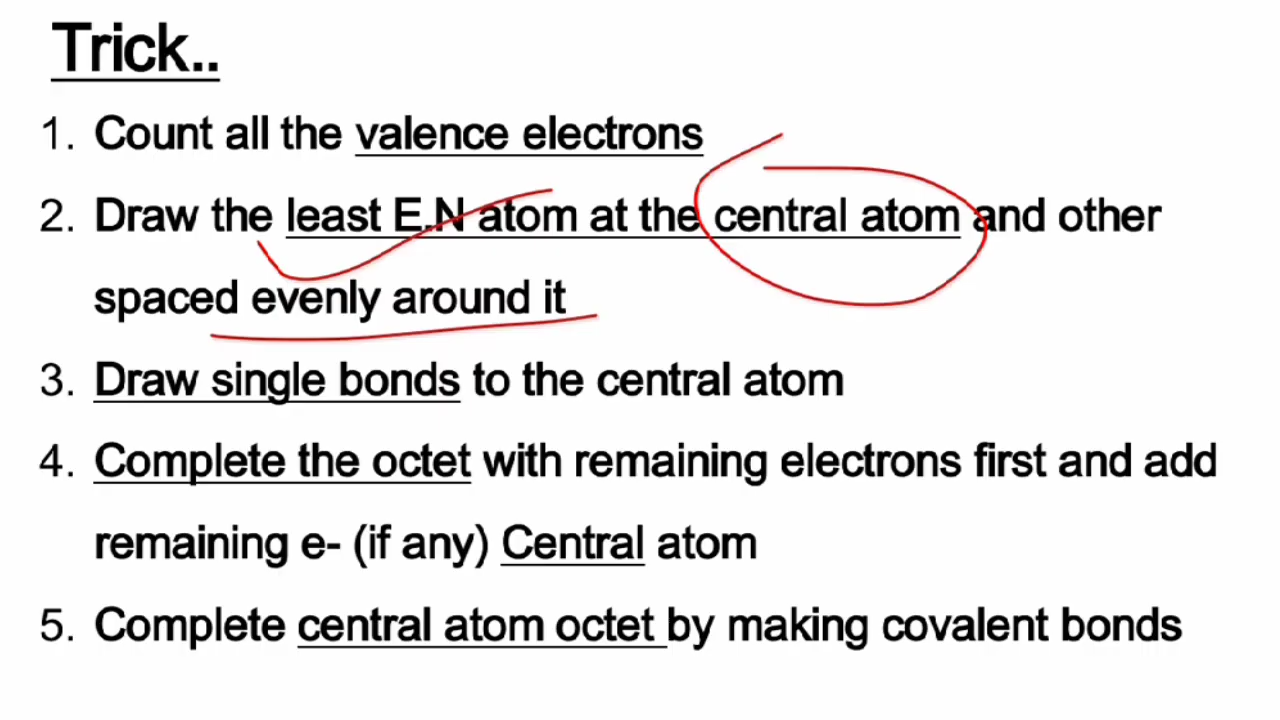 Trick..
1. Count all the valence electrons
2. Draw the least E.N atom at the central atom and other
spaced evenly around it
3. Draw single bonds to the central atom
4. Complete the octet with remaining electrons first and add
remaining e- (if any) Central atom
5. Complete central atom octet by making covalent bonds